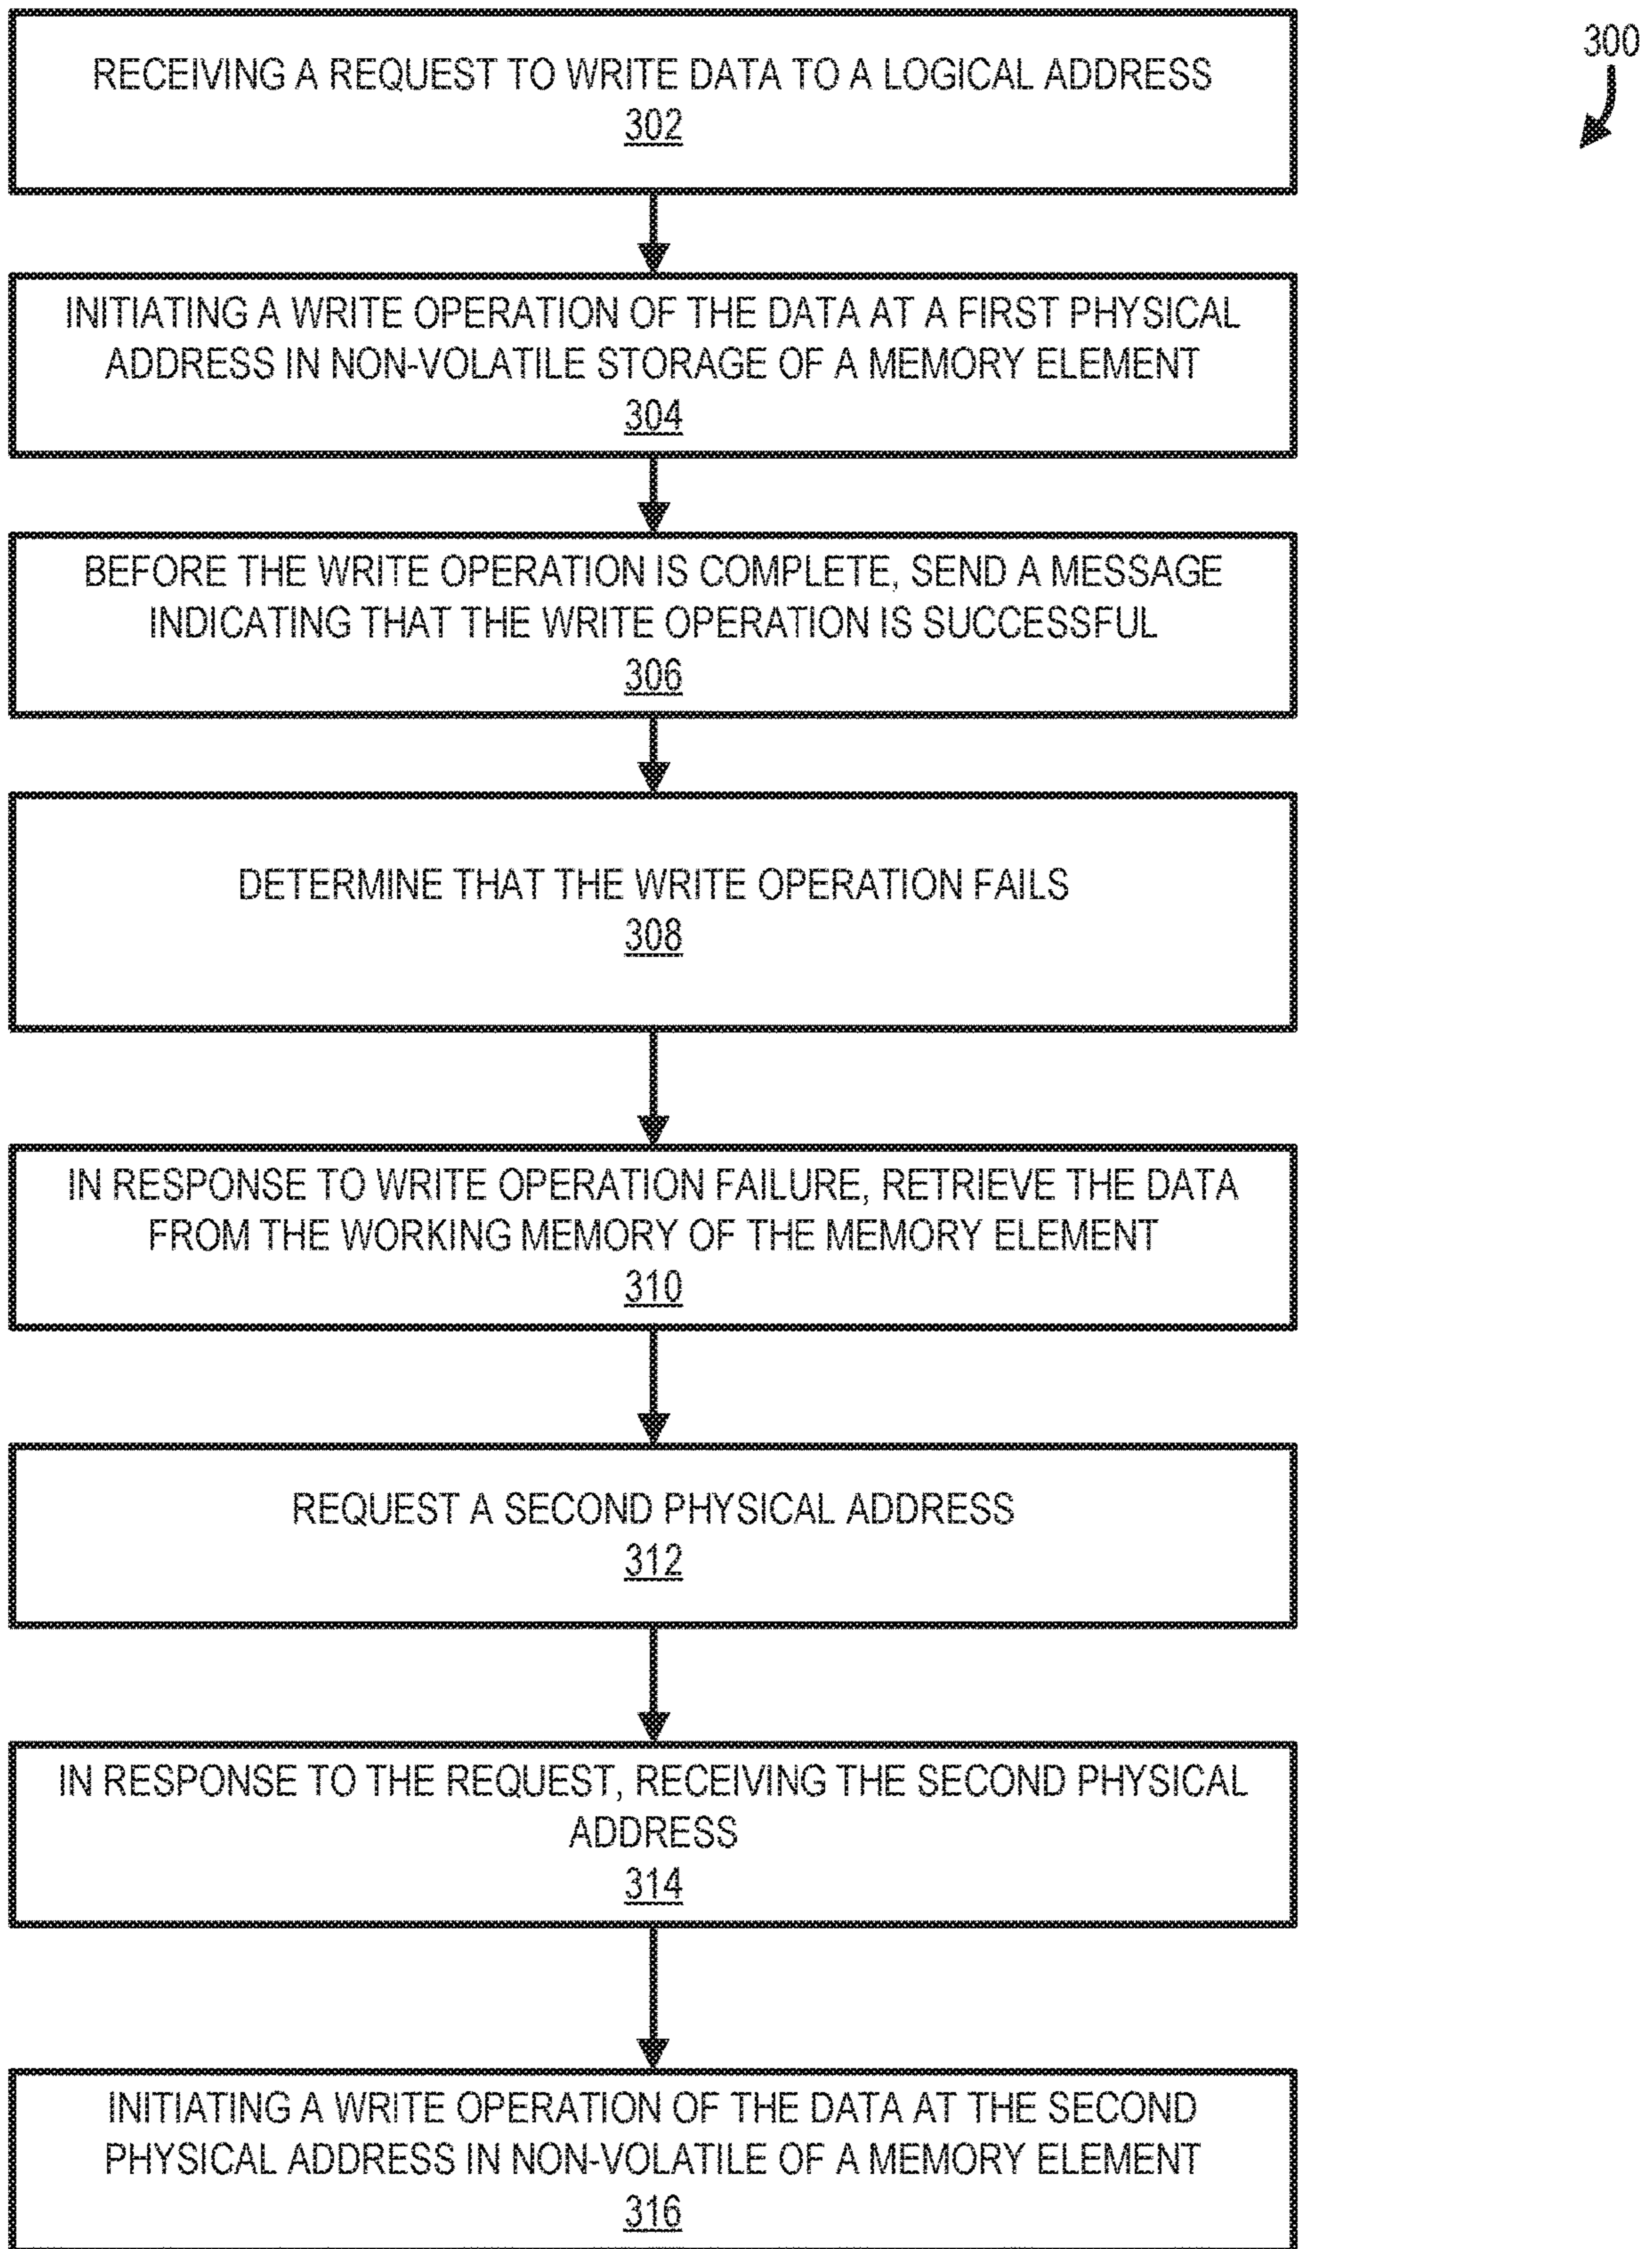 300
RECEIVING A REQUEST TO WRITE DATA TO A LOGICAL ADDRESS
302
INITIATING A WRITE OPERATION OF THE DATA AT A FIRST PHYSICAL
ADDRESS IN NON-VOLATILE STORAGE OF A MEMORY ELEMENT
304
BEFORE THE WRITE OPERATION IS COMPLETE, SEND A MESSAGE
INDICATING THAT THE WRITE OPERATION IS SUCCESSFUL
306
DETERMINE THAT THE WRITE OPERATION FAILS
308
IN RESPONSE TO WRITE OPERATION FAILURE, RETRIEVE THE DATA
FROM THE WORKING MEMORY OF THE MEMORY ELEMENT
310
REQUEST A SECOND PHYSICAL ADDRESS
312
IN RESPONSE TO THE REQUEST, RECEIVING THE SECOND PHYSICAL
ADDRESS
314
INITIATING A WRITE OPERATION OF THE DATA AT THE SECOND
PHYSICAL ADDRESS IN NON-VOLATILE OF A MEMORY ELEMENT
316